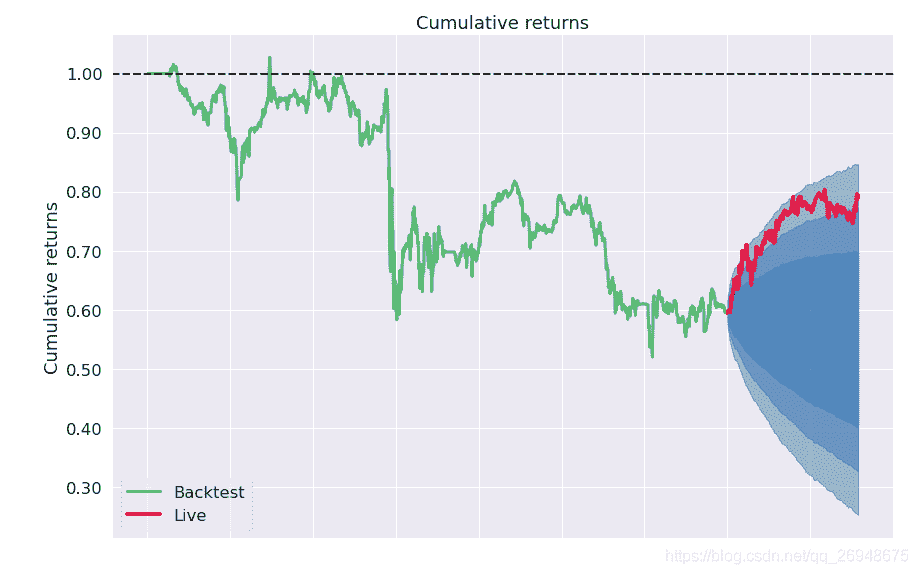 Cumulative returns
Cumulative returns
1.00
0.90
0.80
0.70
0.60
0.50
0.40
0.30
Backtest
Live
https://blog.csdn.net/qq_26948675